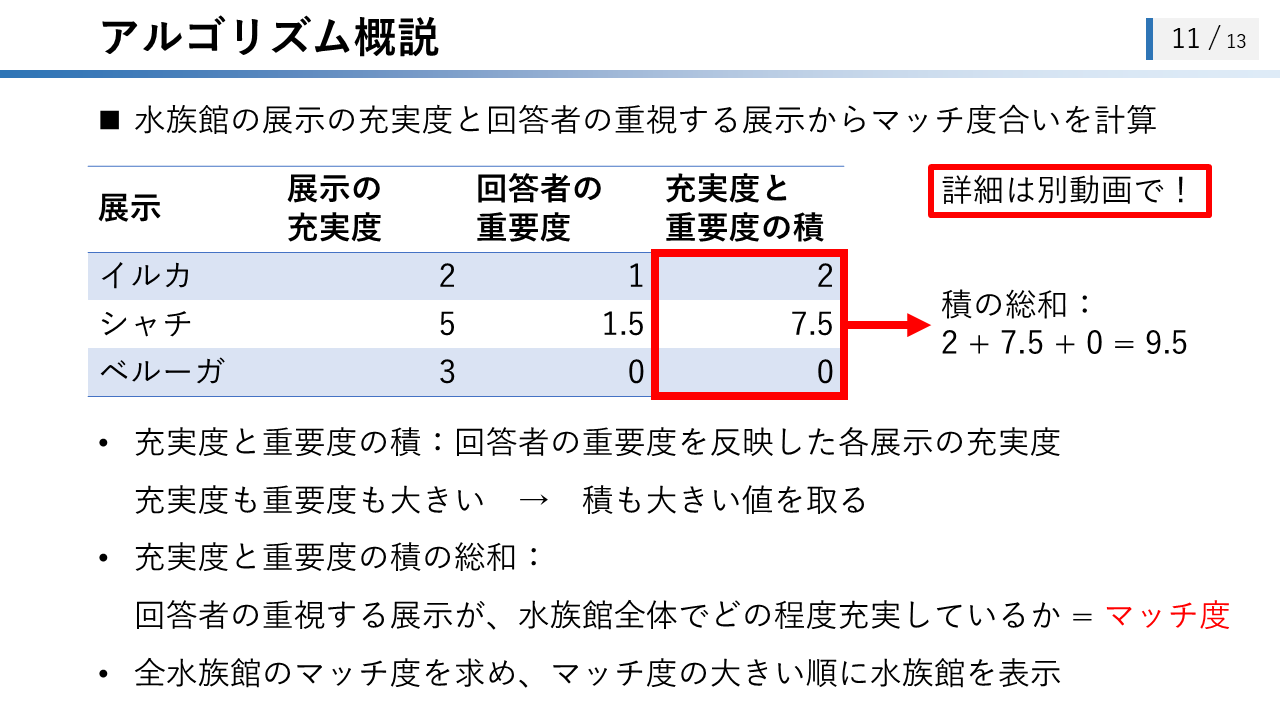 アルゴリズム概説
11 / 13
■ 水族館の展示の充実度と回答者の重視する展示からマッチ度合いを計算
展示 展示の充実度 回答者の重要度 充実度と重要度の積
イルカ 2 1 2
シャチ 5 1.5 7.5
ベルーガ 3 0 0
詳細は別動画で！
積の総和：
2 + 7.5 + 0 = 9.5
• 充実度と重要度の積：回答者の重要度を反映した各展示の充実度
充実度も重要度も大きい → 積も大きい値を取る
• 充実度と重要度の積の総和：
回答者の重視する展示が、水族館全体でどの程度充実しているか = マッチ度
• 全水族館のマッチ度を求め、マッチ度の大きい順に水族館を表示